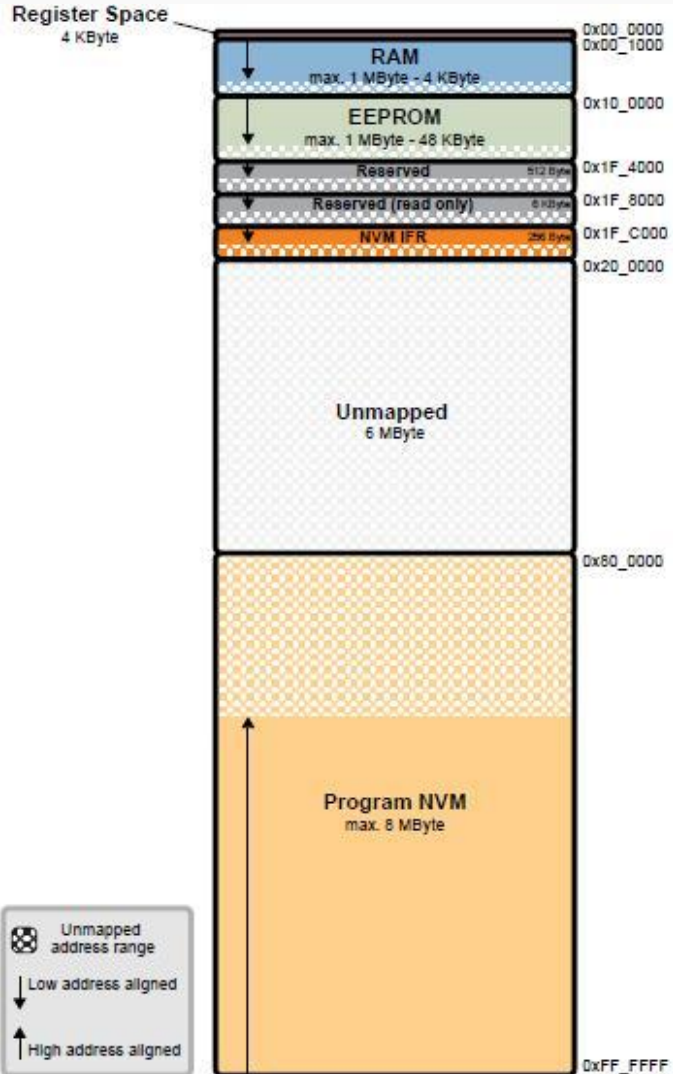 Register Space
4 KByte
0x00_0000
0x00_1000
RAM
max. 1 MByte - 4 KByte
0x10_0000
EEPROM
max. 1 MByte - 48 KByte
0x1F_4000
Reserved
512 Byte
0x1F_8000
Reserved (read only)
6 KByte
0x1F_C000
NVM IFR
256 Byte
0x20_0000
Unmapped
6 MByte
0x80_0000
Program NVM
max. 8 MByte
Unmapped
address range
Low address aligned
High address aligned
0xFF_FFFF